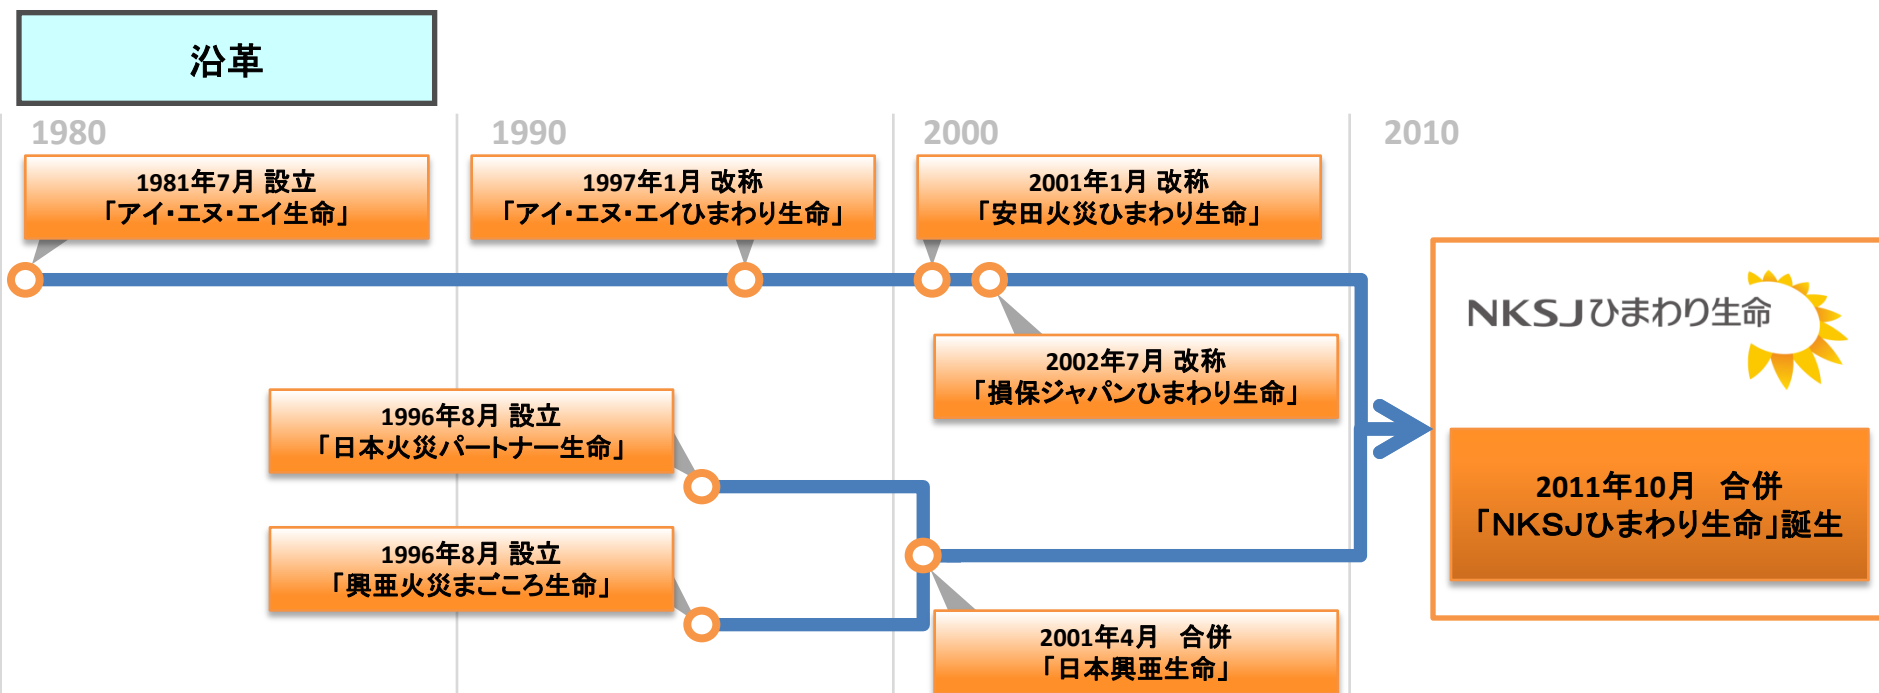 沿革
1980
1990
2000
2010
1981年7月 設立
「アイ・エヌ・エイ生命」
1997年1月 改称
「アイ・エヌ・エイひまわり生命」
2001年1月 改称
「安田火災ひまわり生命」
NKSJひまわり生命
2002年7月 改称
「損保ジャパンひまわり生命」
1996年8月 設立
「日本火災パートナー生命」
2011年10月　合併
「NKSJひまわり生命」誕生
1996年8月 設立
「興亜火災まごころ生命」
2001年4月　合併
「日本興亜生命」